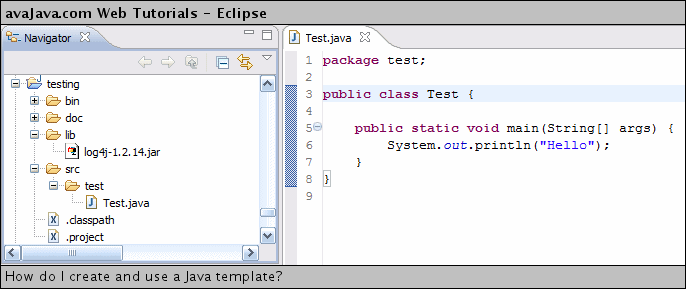 avaJava.com Web Tutorials - Eclipse
Navigator
testing
bin
doc
lib
log4j-1.2.14.jar
src
test
Test.java
.classpath
.project
Test.java
1 package test;
2
3 public class Test {
4
5 public static void main(String[] args) {
6 System.out.println("Hello");
7 }
8 }
9
How do I create and use a Java template?